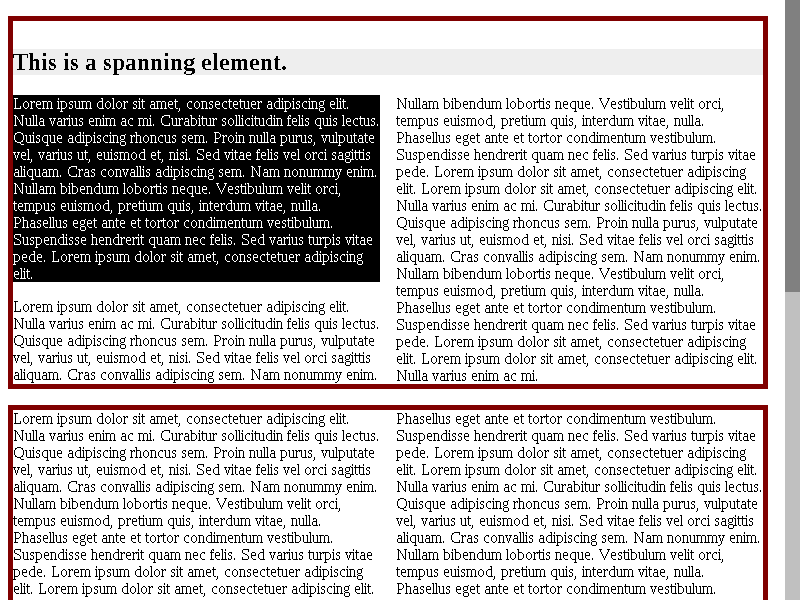 This is a spanning element.
Lorem ipsum dolor sit amet, consectetuer adipiscing elit.
Nulla varius enim ac mi. Curabitur sollicitudin felis quis lectus.
Quisque adipiscing rhoncus sem. Proin nulla purus, vulputate
vel, varius ut, euismod et, nisi. Sed vitae felis vel orci sagittis
aliquam. Cras convallis adipiscing sem. Nam nonummy enim.
Nullam bibendum lobortis neque. Vestibulum velit orci,
tempus euismod, pretium quis, interdum vitae, nulla.
Phasellus eget ante et tortor condimentum vestibulum.
Suspendisse hendrerit quam nec felis. Sed varius turpis vitae
pede. Lorem ipsum dolor sit amet, consectetuer adipiscing
elit.
Lorem ipsum dolor sit amet, consectetuer adipiscing elit.
Nulla varius enim ac mi. Curabitur sollicitudin felis quis lectus.
Quisque adipiscing rhoncus sem. Proin nulla purus, vulputate
vel, varius ut, euismod et, nisi. Sed vitae felis vel orci sagittis
aliquam. Cras convallis adipiscing sem. Nam nonummy enim.
Nullam bibendum lobortis neque. Vestibulum velit orci,
tempus euismod, pretium quis, interdum vitae, nulla.
Phasellus eget ante et tortor condimentum vestibulum.
Suspendisse hendrerit quam nec felis. Sed varius turpis vitae
pede. Lorem ipsum dolor sit amet, consectetuer adipiscing
elit. Lorem ipsum dolor sit amet, consectetuer adipiscing elit.
Nulla varius enim ac mi. Curabitur sollicitudin felis quis lectus.
Quisque adipiscing rhoncus sem. Proin nulla purus, vulputate
vel, varius ut, euismod et, nisi. Sed vitae felis vel orci sagittis
aliquam. Cras convallis adipiscing sem. Nam nonummy enim.
Nullam bibendum lobortis neque. Vestibulum velit orci,
tempus euismod, pretium quis, interdum vitae, nulla.
Phasellus eget ante et tortor condimentum vestibulum.
Suspendisse hendrerit quam nec felis. Sed varius turpis vitae
pede. Lorem ipsum dolor sit amet, consectetuer adipiscing
elit. Lorem ipsum dolor sit amet, consectetuer adipiscing elit.
Nulla varius enim ac mi.
Lorem ipsum dolor sit amet, consectetuer adipiscing elit.
Nulla varius enim ac mi. Curabitur sollicitudin felis quis lectus.
Quisque adipiscing rhoncus sem. Proin nulla purus, vulputate
vel, varius ut, euismod et, nisi. Sed vitae felis vel orci sagittis
aliquam. Cras convallis adipiscing sem. Nam nonummy enim.
Nullam bibendum lobortis neque. Vestibulum velit orci,
tempus euismod, pretium quis, interdum vitae, nulla.
Phasellus eget ante et tortor condimentum vestibulum.
Suspendisse hendrerit quam nec felis. Sed varius turpis vitae
pede. Lorem ipsum dolor sit amet, consectetuer adipiscing
elit. Lorem ipsum dolor sit amet, consectetuer adipiscing elit.
Phasellus eget ante et tortor condimentum vestibulum.
Suspendisse hendrerit quam nec felis. Sed varius turpis vitae
pede. Lorem ipsum dolor sit amet, consectetuer adipiscing
elit. Lorem ipsum dolor sit amet, consectetuer adipiscing elit.
Nulla varius enim ac mi. Curabitur sollicitudin felis quis lectus.
Quisque adipiscing rhoncus sem. Proin nulla purus, vulputate
vel, varius ut, euismod et, nisi. Sed vitae felis vel orci sagittis
aliquam. Cras convallis adipiscing sem. Nam nonummy enim.
Nullam bibendum lobortis neque. Vestibulum velit orci,
tempus euismod, pretium quis, interdum vitae, nulla.
Phasellus eget ante et tortor condimentum vestibulum.